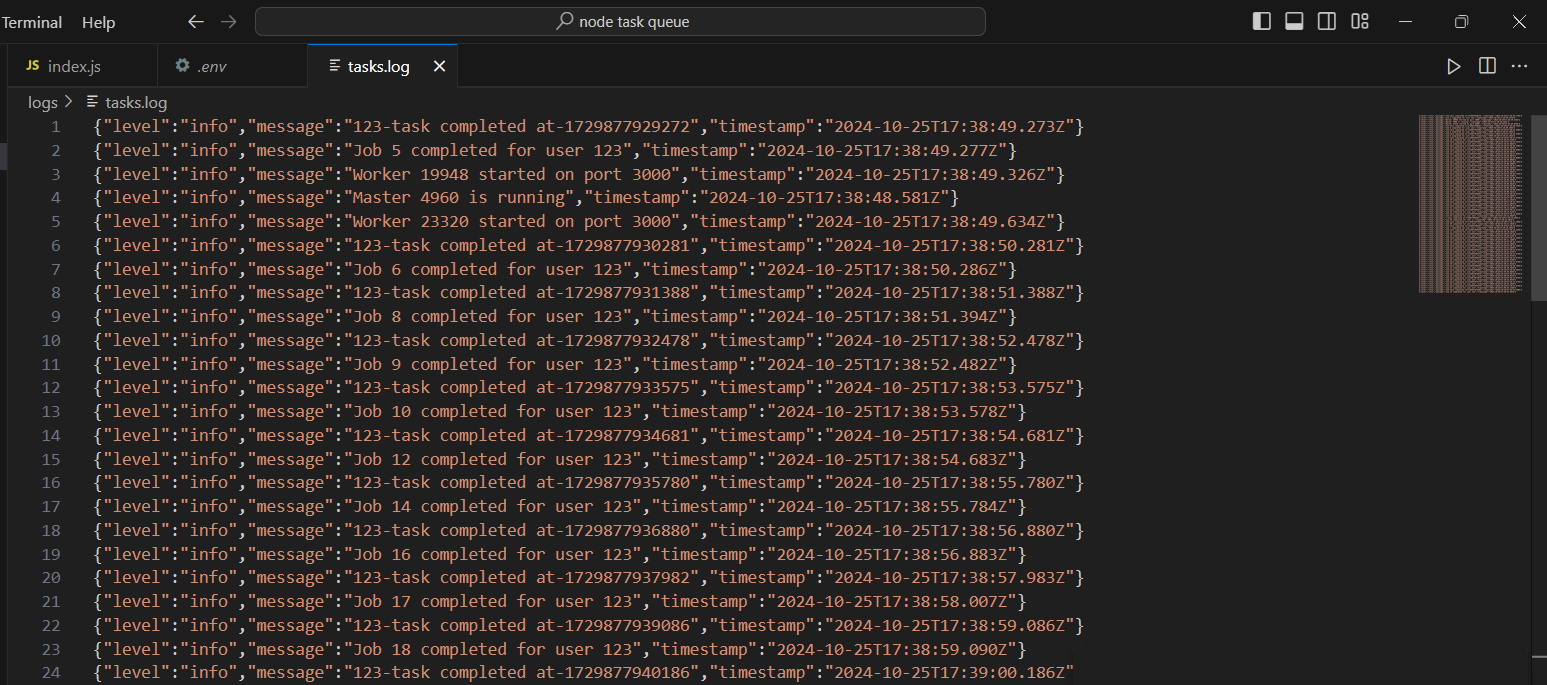 Terminal Help node task queue
JS index.js .env tasks.log
logs > tasks.log
1 {"level":"info","message":"123-task completed at-1729877929272","timestamp":"2024-10-25T17:38:49.273Z"}
2 {"level":"info","message":"Job 5 completed for user 123","timestamp":"2024-10-25T17:38:49.277Z"}
3 {"level":"info","message":"Worker 19948 started on port 3000","timestamp":"2024-10-25T17:38:49.326Z"}
4 {"level":"info","message":"Master 4960 is running","timestamp":"2024-10-25T17:38:48.581Z"}
5 {"level":"info","message":"Worker 23320 started on port 3000","timestamp":"2024-10-25T17:38:49.634Z"}
6 {"level":"info","message":"123-task completed at-1729877930281","timestamp":"2024-10-25T17:38:50.281Z"}
7 {"level":"info","message":"Job 6 completed for user 123","timestamp":"2024-10-25T17:38:50.286Z"}
8 {"level":"info","message":"123-task completed at-1729877931388","timestamp":"2024-10-25T17:38:51.388Z"}
9 {"level":"info","message":"Job 8 completed for user 123","timestamp":"2024-10-25T17:38:51.394Z"}
10 {"level":"info","message":"123-task completed at-1729877932478","timestamp":"2024-10-25T17:38:52.478Z"}
11 {"level":"info","message":"Job 9 completed for user 123","timestamp":"2024-10-25T17:38:52.482Z"}
12 {"level":"info","message":"123-task completed at-1729877933575","timestamp":"2024-10-25T17:38:53.575Z"}
13 {"level":"info","message":"Job 10 completed for user 123","timestamp":"2024-10-25T17:38:53.578Z"}
14 {"level":"info","message":"123-task completed at-1729877934681","timestamp":"2024-10-25T17:38:54.681Z"}
15 {"level":"info","message":"Job 12 completed for user 123","timestamp":"2024-10-25T17:38:54.683Z"}
16 {"level":"info","message":"123-task completed at-1729877935780","timestamp":"2024-10-25T17:38:55.780Z"}
17 {"level":"info","message":"Job 14 completed for user 123","timestamp":"2024-10-25T17:38:55.784Z"}
18 {"level":"info","message":"123-task completed at-1729877936880","timestamp":"2024-10-25T17:38:56.880Z"}
19 {"level":"info","message":"Job 16 completed for user 123","timestamp":"2024-10-25T17:38:56.883Z"}
20 {"level":"info","message":"123-task completed at-1729877937982","timestamp":"2024-10-25T17:38:57.983Z"}
21 {"level":"info","message":"Job 17 completed for user 123","timestamp":"2024-10-25T17:38:58.007Z"}
22 {"level":"info","message":"123-task completed at-1729877939086","timestamp":"2024-10-25T17:38:59.086Z"}
23 {"level":"info","message":"Job 18 completed for user 123","timestamp":"2024-10-25T17:38:59.090Z"}
24 {"level":"info","message":"123-task completed at-1729877940186","timestamp":"2024-10-25T17:39:00.186Z"